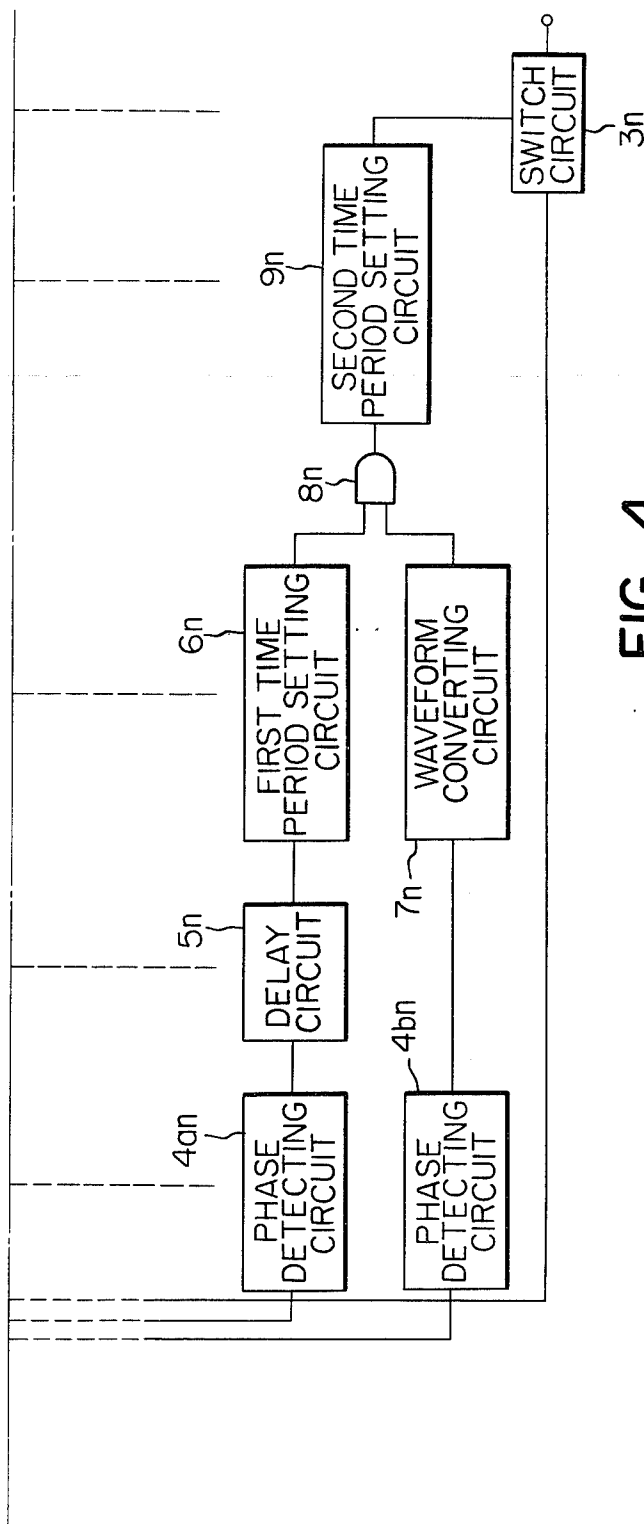 4an
PHASE
DETECTING
CIRCUIT
5n
DELAY
CIRCUIT
6n
FIRST TIME
PERIOD SETTING
CIRCUIT
4bn
PHASE
DETECTING
CIRCUIT
7n
WAVEFORM
CONVERTING
CIRCUIT
8n
9n
SECOND TIME
PERIOD SETTING
CIRCUIT
SWITCH
CIRCUIT
3n
FIG. 4